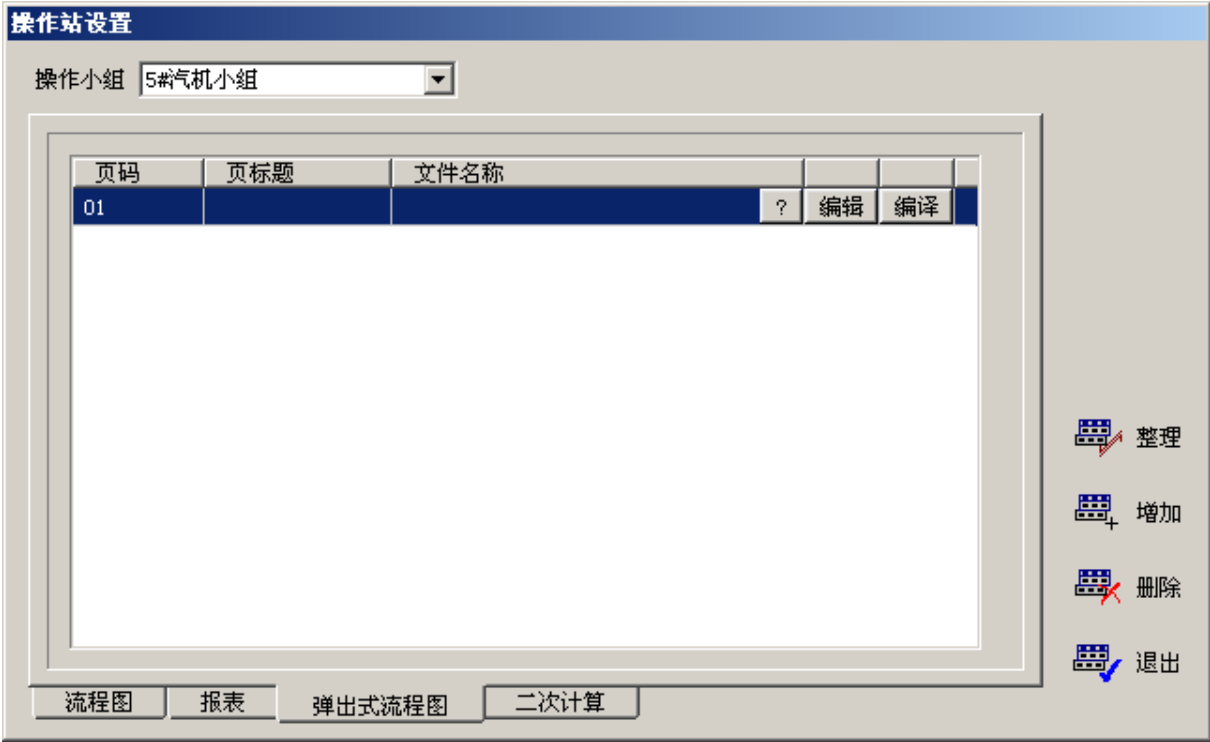 操作站设置
操作小组 5#汽机小组
页码 页标题 文件名称
01 ? 编辑 编译
整理
增加
删除
退出
流程图 报表 弹出式流程图 二次计算